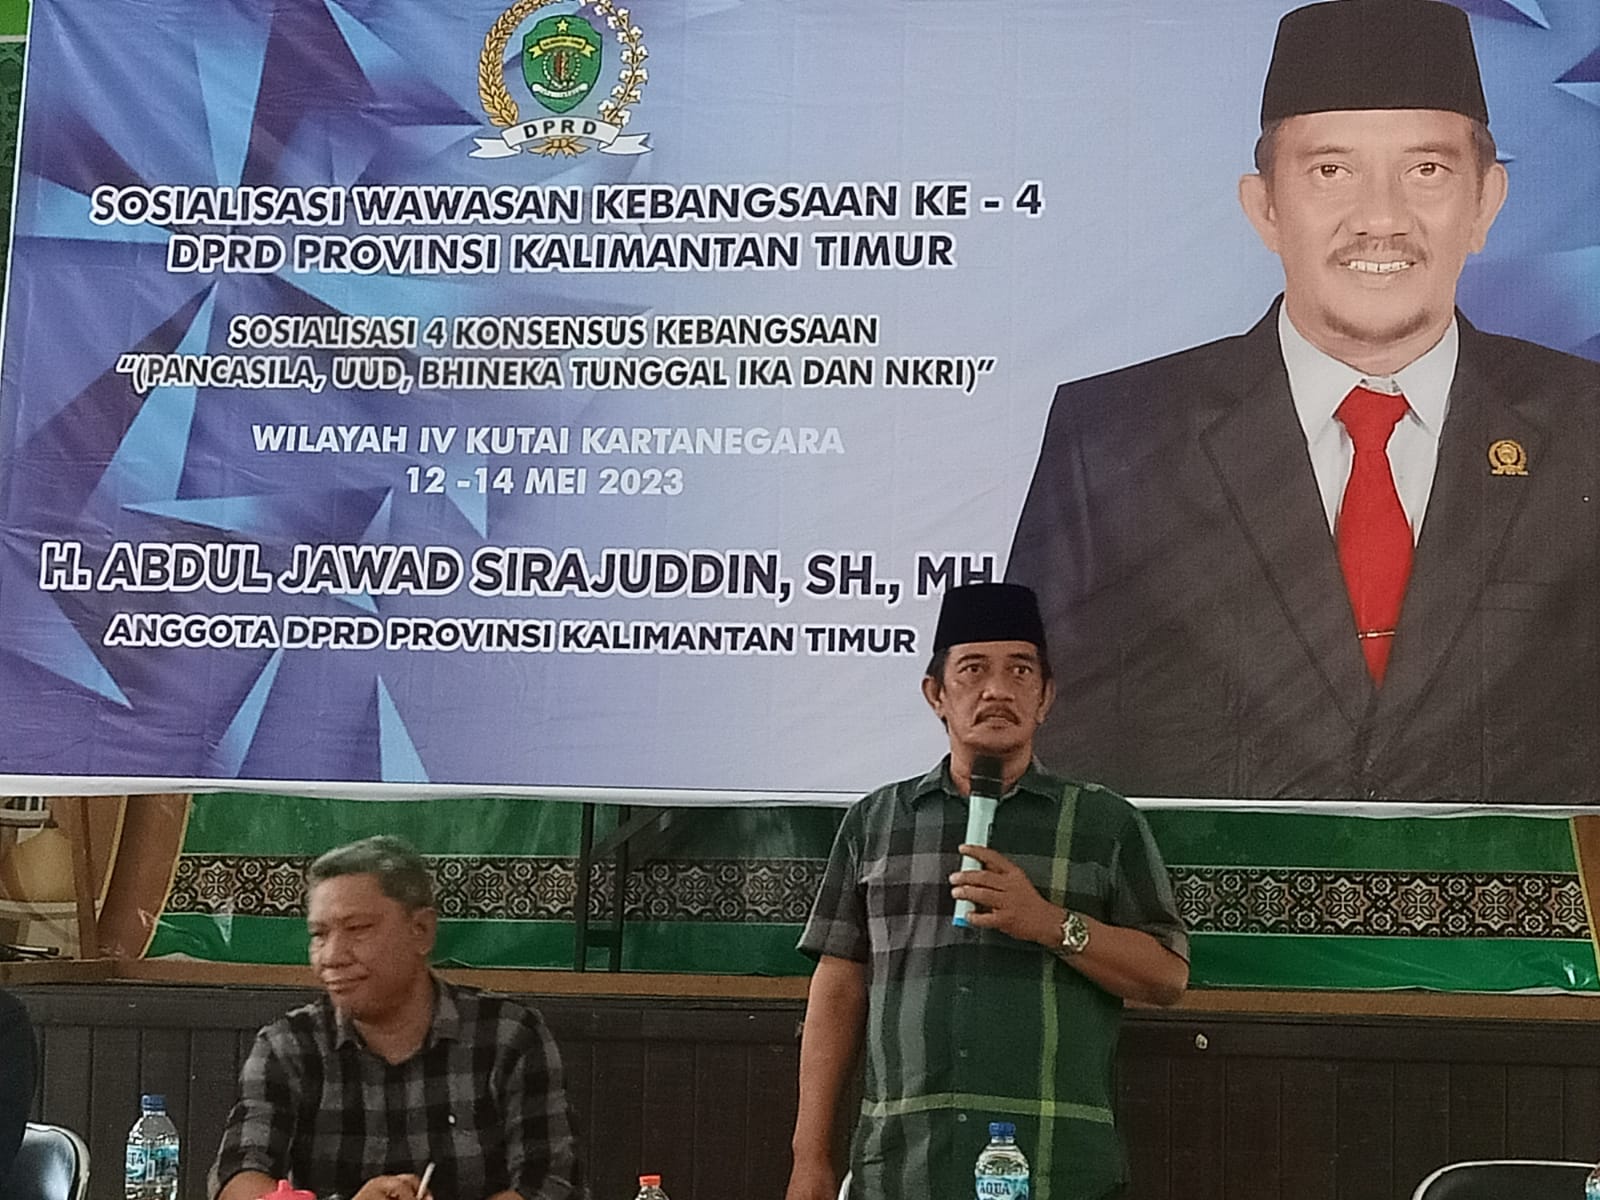 DPRD
SOSIALISASI WAWASAN KEBANGSAAN KE - 4
DPRD PROVINSI KALIMANTAN TIMUR
SOSIALISASI 4 KONSENSUS KEBANGSAAN
"(PANCASILA, UUD, BHINEKA TUNGGAL IKA DAN NKRI)"
WILAYAH IV KUTAI KARTANEGARA
12 -14 MEI 2023
H. ABDUL JAWAD SIRAJUDDIN, SH., MH
ANGGOTA DPRD PROVINSI KALIMANTAN TIMUR
AQUA